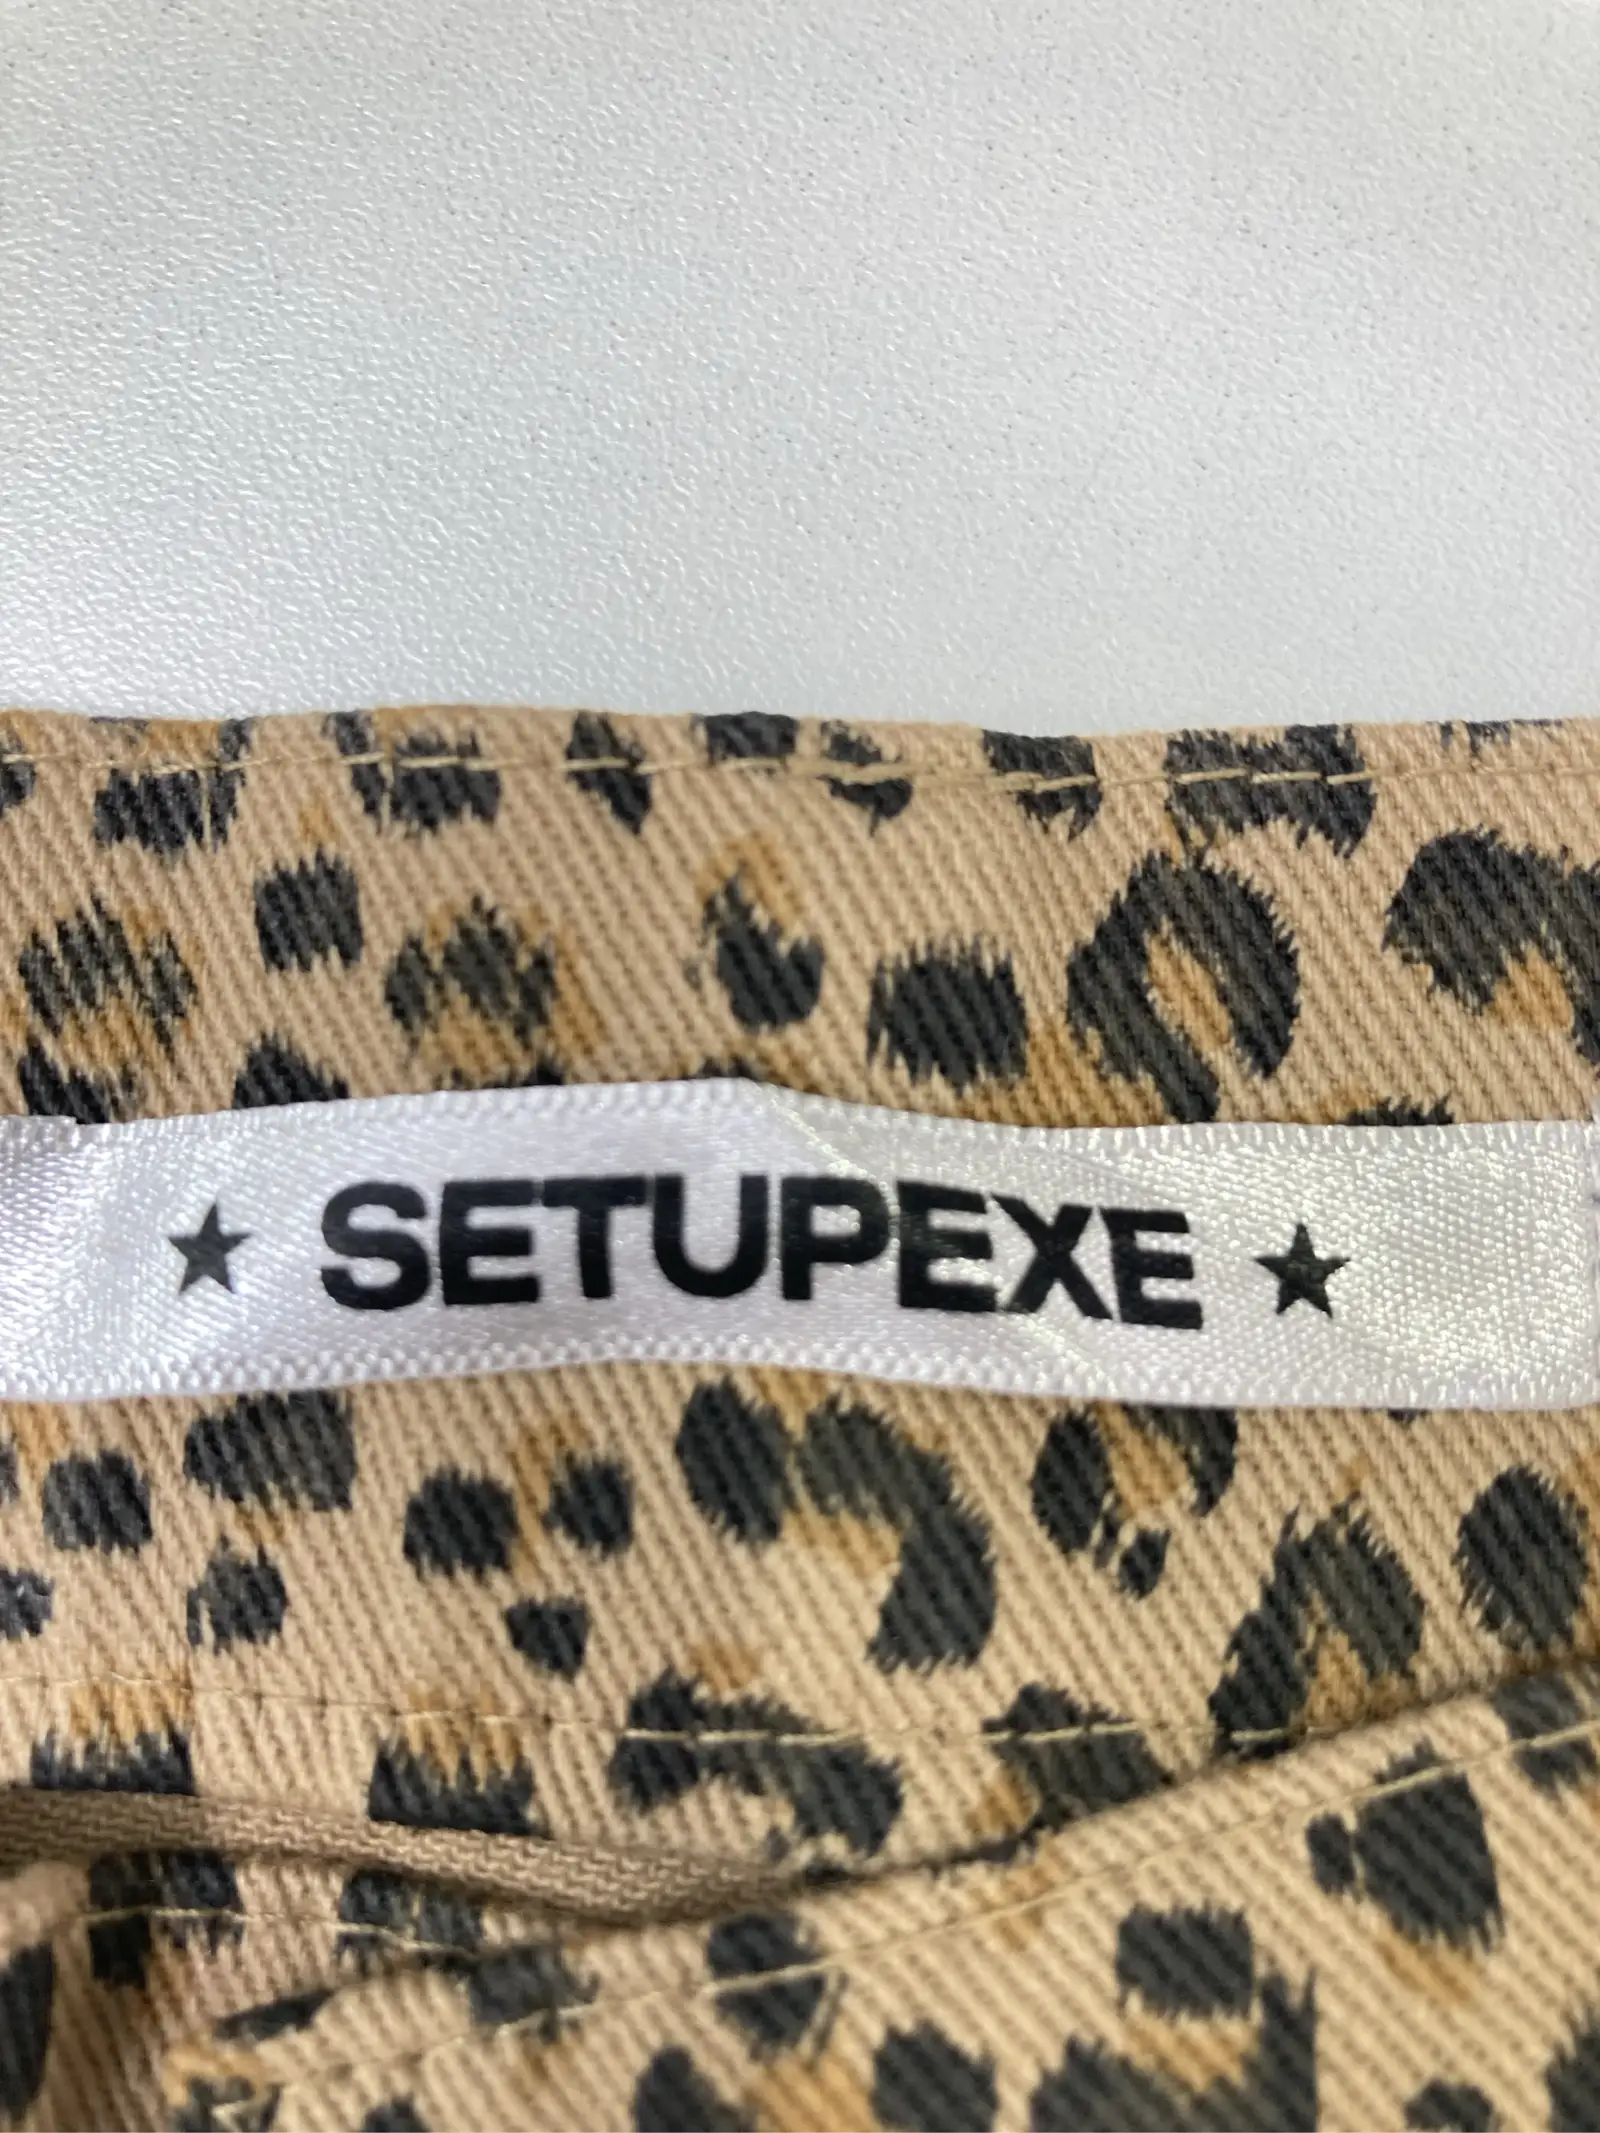 ★ SETUPEXE ★